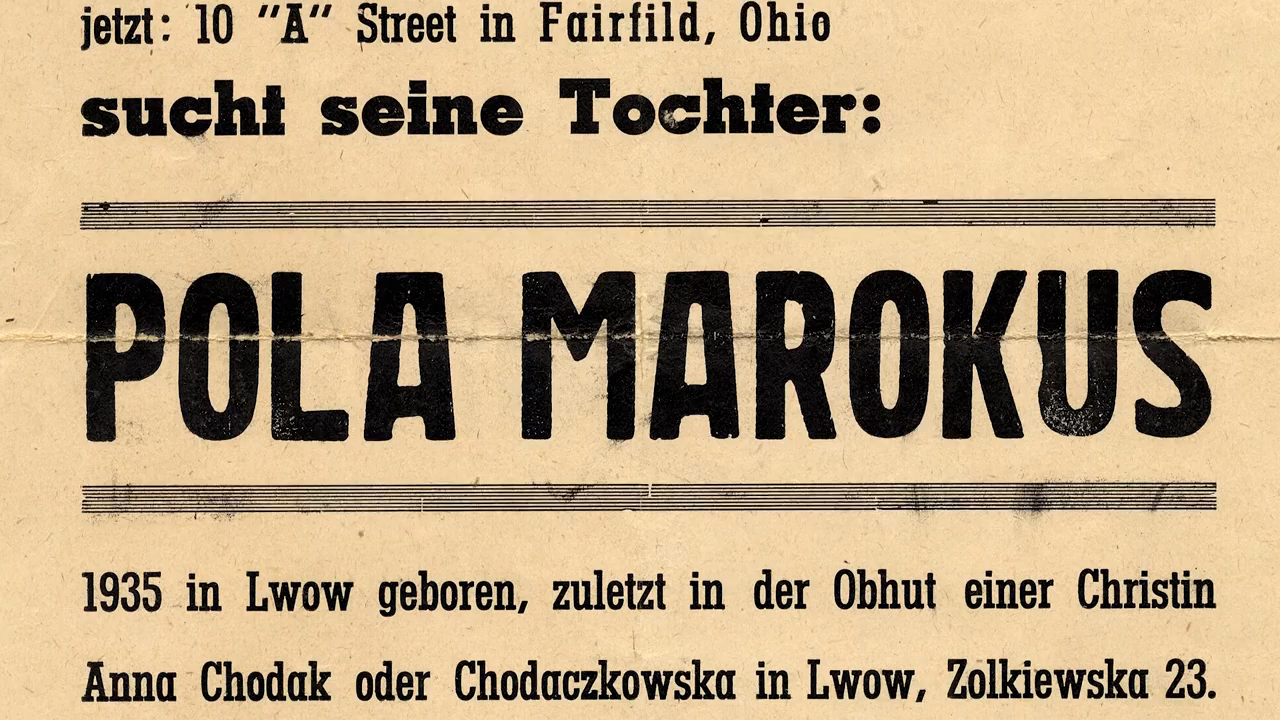 jetzt: 10 "A" Street in Fairfild, Ohio
sucht seine Tochter:
POLA MAROKUS
1935 in Lwow geboren, zuletzt in der Obhut einer Christin
Anna Chodak oder Chodaczkowska in Lwow, Zolkiewska 23.